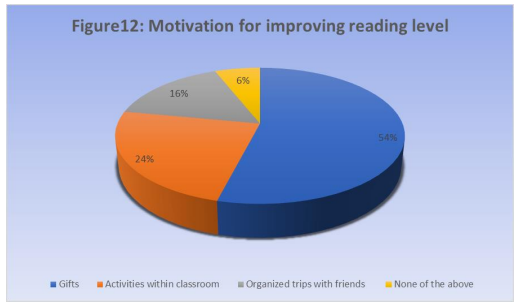 Figure12: Motivation for improving reading level
6%
16%
54%
24%
Gifts
Activities within classroom
Organized trips with friends
None of the above